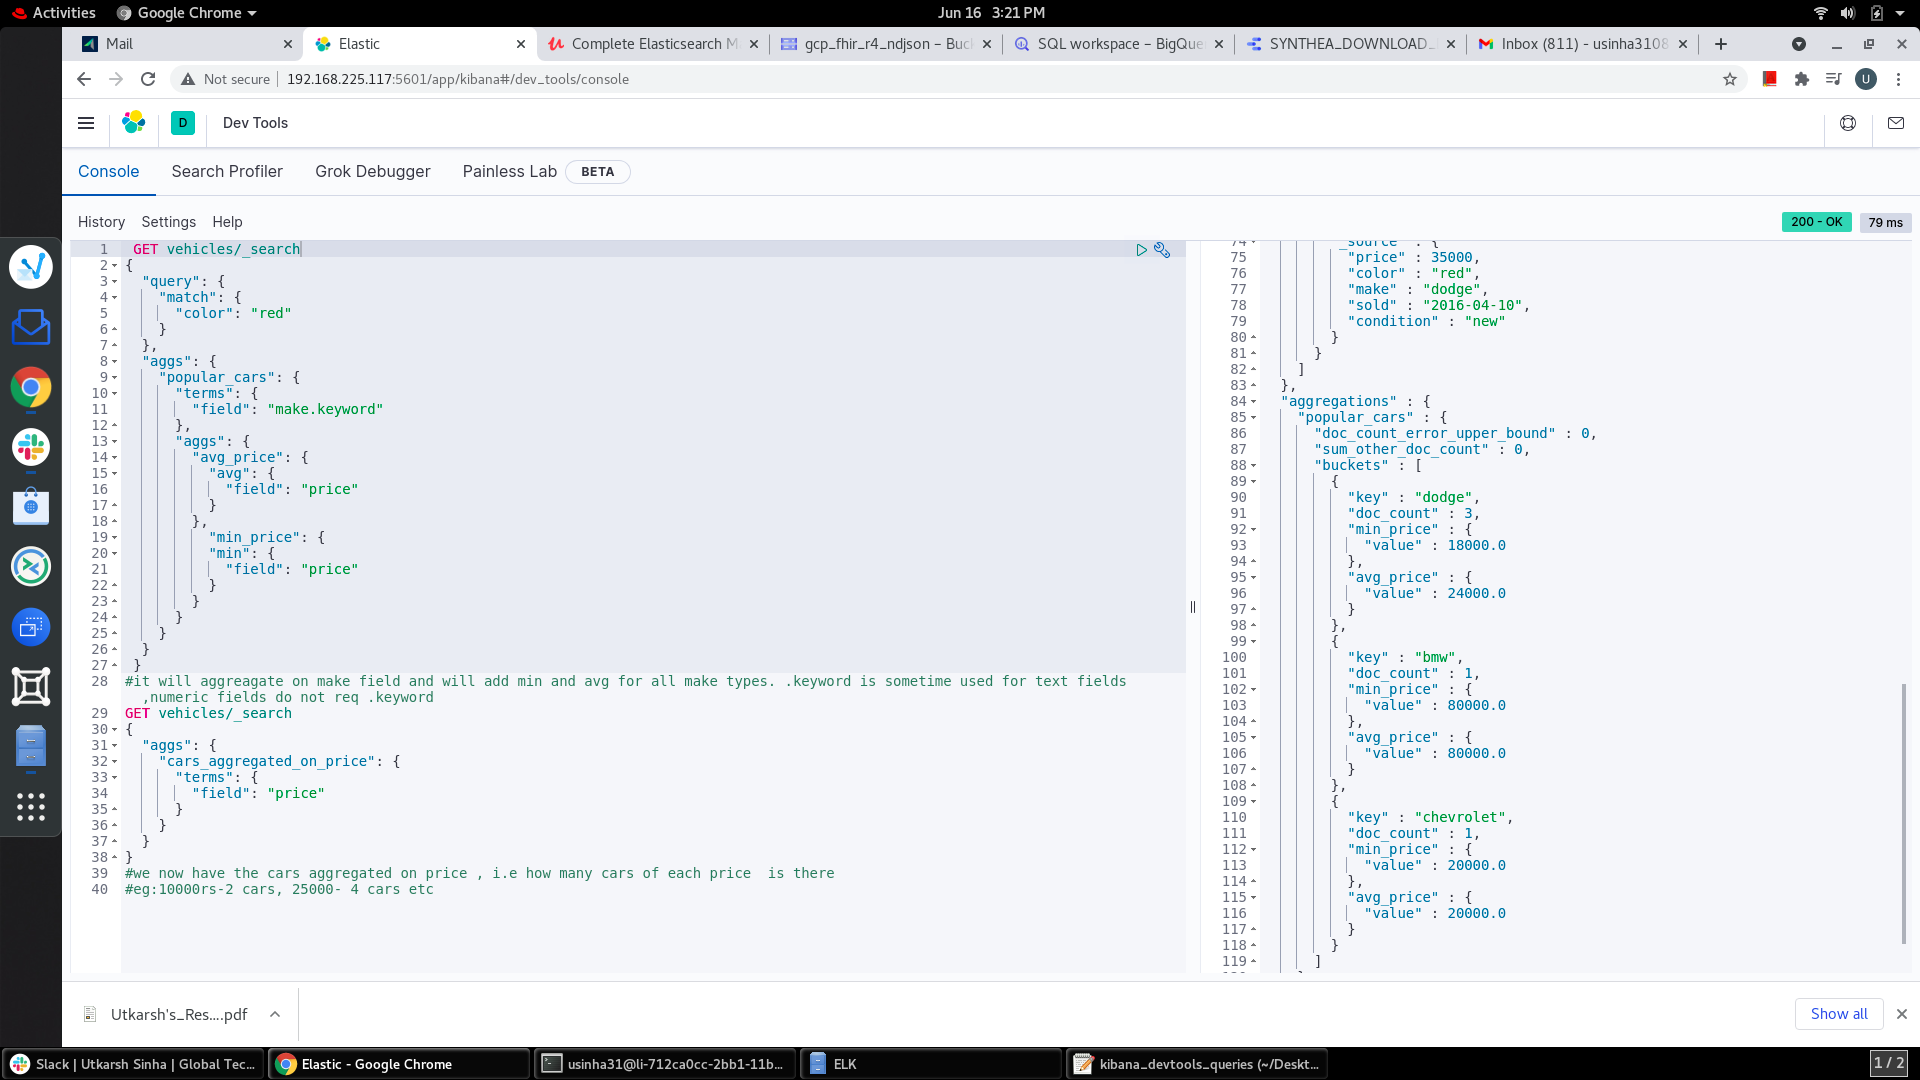 Activities Google Chrome Jun 16 3:21 PM
Mail Elastic Complete Elasticsearch M gcp_fhir_r4_ndjson – Buc SQL workspace – BigQue SYNTHEA_DOWNLOAD_ Inbox (811) - usinha3108
Not secure 192.168.225.117:5601/app/kibana#/dev_tools/console U
D Dev Tools
Console Search Profiler Grok Debugger Painless Lab BETA
History Settings Help 200 - OK 79 ms
1 GET vehicles/_search
2 {
3 "query": {
4 "match": {
5 "color": "red"
6 }
7 },
8 "aggs": {
9 "popular_cars": {
10 "terms": {
11 "field": "make.keyword"
12 },
13 "aggs": {
14 "avg_price": {
15 "avg": {
16 "field": "price"
17 }
18 },
19 "min_price": {
20 "min": {
21 "field": "price"
22 }
23 }
24 }
25 }
26 }
27 }
28 #it will aggreagate on make field and will add min and avg for all make types. .keyword is sometime used for text fields
,numeric fields do not req .keyword
29 GET vehicles/_search
30 {
31 "aggs": {
32 "cars_aggregated_on_price": {
33 "terms": {
34 "field": "price"
35 }
36 }
37 }
38 }
39 #we now have the cars aggregated on price , i.e how many cars of each price  is there
40 #eg:10000rs-2 cars, 25000- 4 cars etc
74 "_source" : {
75 "price" : 35000,
76 "color" : "red",
77 "make" : "dodge",
78 "sold" : "2016-04-10",
79 "condition" : "new"
80 }
81 }
82 ]
83 },
84 "aggregations" : {
85 "popular_cars" : {
86 "doc_count_error_upper_bound" : 0,
87 "sum_other_doc_count" : 0,
88 "buckets" : [
89 {
90 "key" : "dodge",
91 "doc_count" : 3,
92 "min_price" : {
93 "value" : 18000.0
94 },
95 "avg_price" : {
96 "value" : 24000.0
97 }
98 },
99 {
100 "key" : "bmw",
101 "doc_count" : 1,
102 "min_price" : {
103 "value" : 80000.0
104 },
105 "avg_price" : {
106 "value" : 80000.0
107 }
108 },
109 {
110 "key" : "chevrolet",
111 "doc_count" : 1,
112 "min_price" : {
113 "value" : 20000.0
114 },
115 "avg_price" : {
116 "value" : 20000.0
117 }
118 }
119 ]
Utkarsh's_Res....pdf Show all
Slack | Utkarsh Sinha | Global Tec... Elastic - Google Chrome usinha31@li-712ca0cc-2bb1-11b... ELK kibana_devtools_queries (~/Deskt... 1 / 2